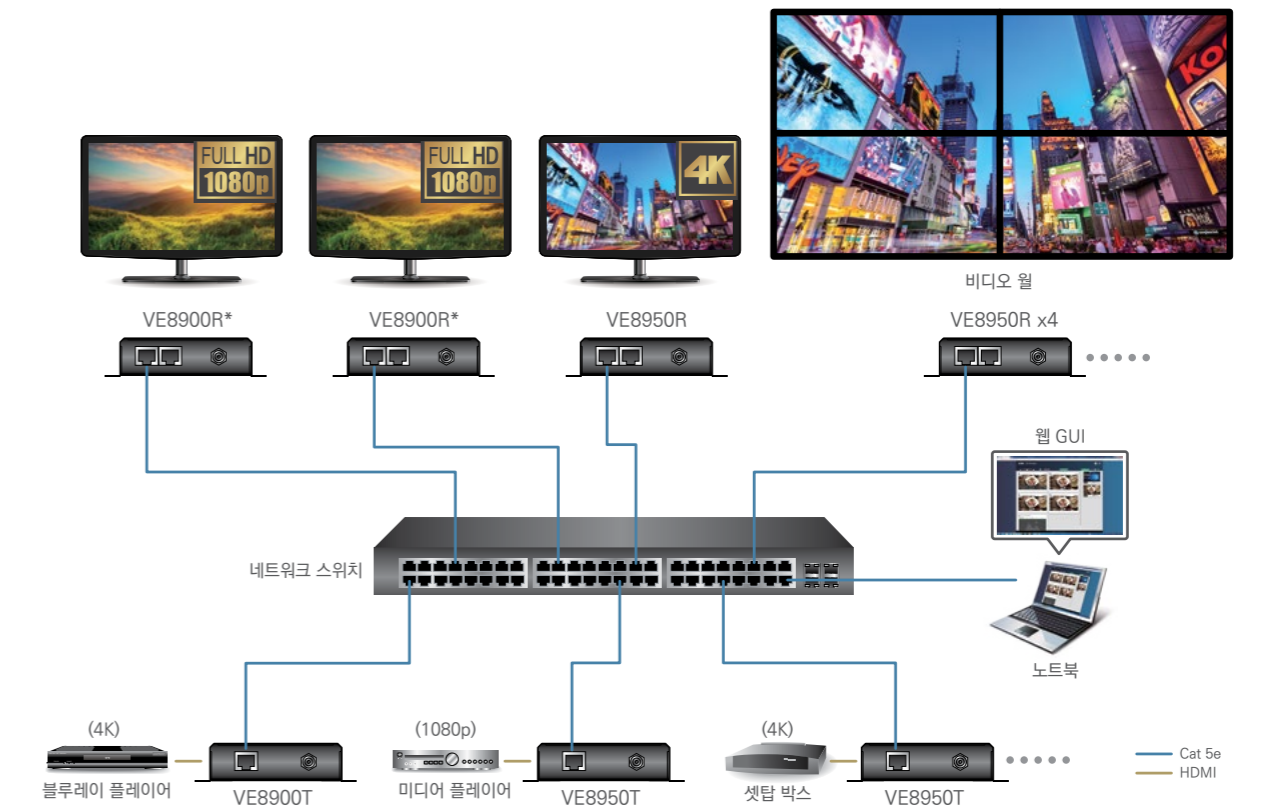 FULL HD
1080p
FULL HD
1080p
4K
비디오 월
VE8900R*
VE8900R*
VE8950R
VE8950R x4
웹 GUI
네트워크 스위치
노트북
(4K)
(1080p)
(4K)
블루레이 플레이어
VE8900T
미디어 플레이어
VE8950T
셋탑 박스
VE8950T
Cat 5e
HDMI